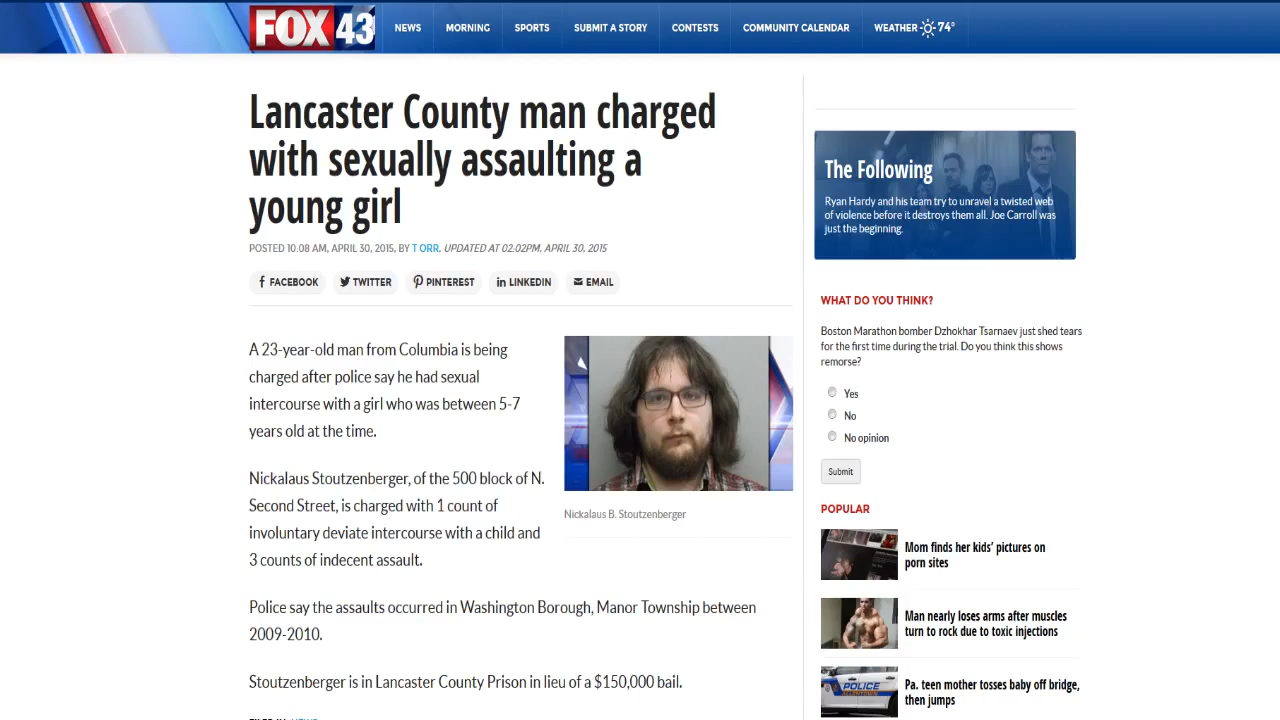 FOX 43
NEWS
MORNING
SPORTS
SUBMIT A STORY
CONTESTS
COMMUNITY CALENDAR
WEATHER 74°
Lancaster County man charged
with sexually assaulting a
young girl
POSTED 10:08 AM, APRIL 30, 2015, BY T ORR, UPDATED AT 02:02PM, APRIL 30, 2015
FACEBOOK
TWITTER
PINTEREST
LINKEDIN
EMAIL
A 23-year-old man from Columbia is being
charged after police say he had sexual
intercourse with a girl who was between 5-7
years old at the time.
Nickalaus B. Stoutzenberger
Nickalaus Stoutzenberger, of the 500 block of N.
Second Street, is charged with 1 count of
involuntary deviate intercourse with a child and
3 counts of indecent assault.
Police say the assaults occurred in Washington Borough, Manor Township between
2009-2010.
Stoutzenberger is in Lancaster County Prison in lieu of a $150,000 bail.
The Following
Ryan Hardy and his team try to unravel a twisted web
of violence before it destroys them all. Joe Carroll was
just the beginning.
WHAT DO YOU THINK?
Boston Marathon bomber Dzhokhar Tsarnaev just shed tears
for the first time during the trial. Do you think this shows
remorse?
Yes
No
No opinion
Submit
POPULAR
Mom finds her kids' pictures on
porn sites
Man nearly loses arms after muscles
turn to rock due to toxic injections
POLICE
Pa. teen mother tosses baby off bridge,
then jumps